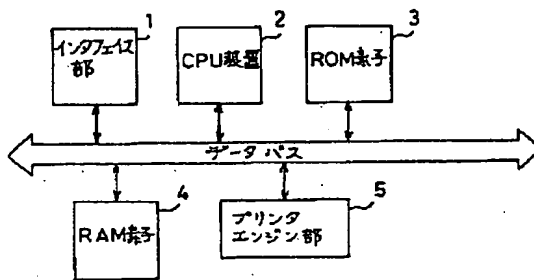 1
インタフェイス
部
2
CPU装置
3
ROM素子
データバス
4
RAM素子
5
プリンタ
エンジン部